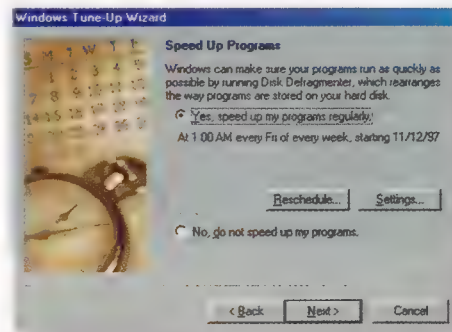 Windows Tune-Up Wizard
S M T W T F
Speed Up Programs
Windows can make sure your programs run as quickly as
possible by running Disk Defragmenter, which rearranges
the way programs are stored on your hard disk.
Yes, speed up my programs regularly.
At 1:00 AM every Fri of every week, starting 11/12/97
Reschedule... Settings...
No, do not speed up my programs.
< Back Next > Cancel